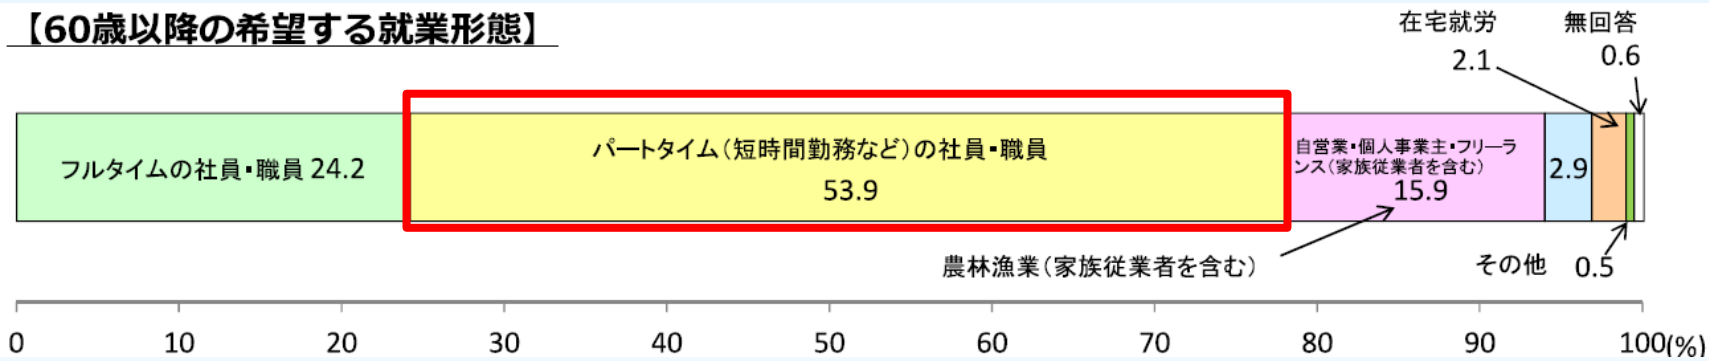 【60歳以降の希望する就業形態】
在宅就労
2.1
無回答
0.6
フルタイムの社員・職員 24.2
パートタイム(短時間勤務など)の社員・職員
53.9
自営業・個人事業主・フリーラ
ンス(家族従業者を含む)
15.9
2.9
農林漁業(家族従業者を含む)
その他 0.5
0 10 20 30 40 50 60 70 80 90 100(%)